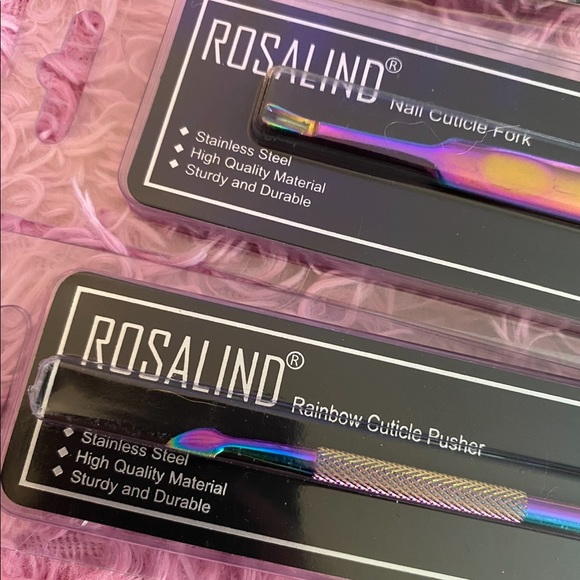 ROSALIND®
Nail Cuticle Fork
◆ Stainless Steel
◆ High Quality Material
◆ Sturdy and Durable
ROSALIND®
Rainbow Cuticle Pusher
◆ Stainless Steel
◆ High Quality Material
◆ Sturdy and Durable